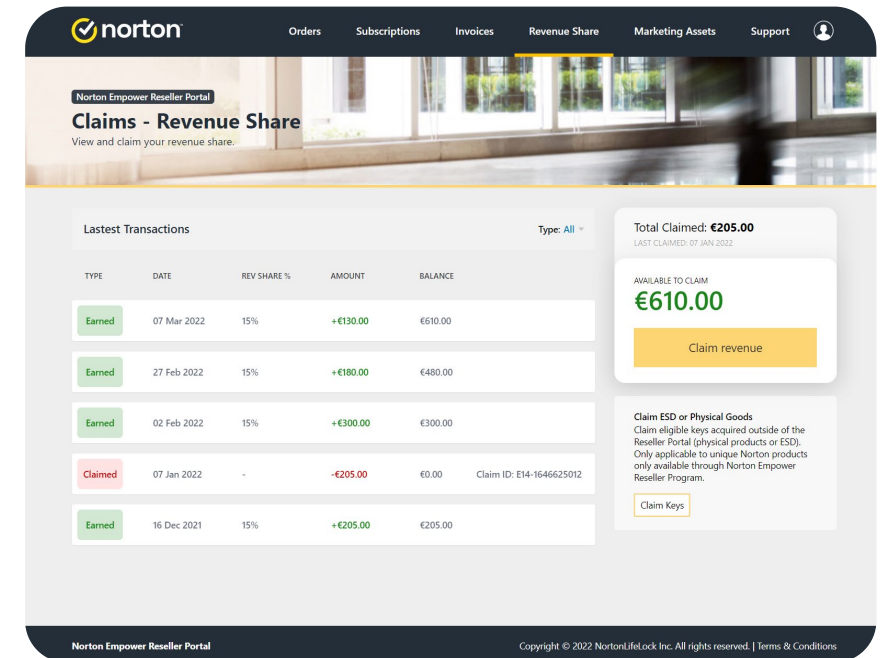 norton
Orders Subscriptions Invoices Revenue Share Marketing Assets Support
Norton Empower Reseller Portal
Claims - Revenue Share
View and claim your revenue share.
Lastest Transactions Type: All
TYPE DATE REV SHARE % AMOUNT BALANCE
Earned 07 Mar 2022 15% +€130.00 €610.00
Earned 27 Feb 2022 15% +€180.00 €480.00
Earned 02 Feb 2022 15% +€300.00 €300.00
Claimed 07 Jan 2022 - -€205.00 €0.00 Claim ID: E14-1646625012
Earned 16 Dec 2021 15% +€205.00 €205.00
Total Claimed: €205.00
LAST CLAIMED: 07 JAN 2022
AVAILABLE TO CLAIM
€610.00
Claim revenue
Claim ESD or Physical Goods
Claim eligible keys acquired outside of the
Reseller Portal (physical products or ESD).
Only applicable to unique Norton products
only available through Norton Empower
Reseller Program.
Claim Keys
Norton Empower Reseller Portal Copyright © 2022 NortonLifeLock Inc. All rights reserved. | Terms & Conditions